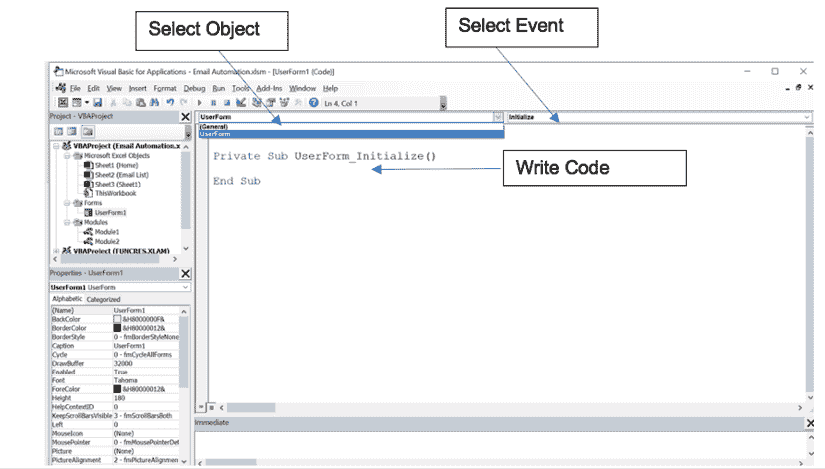 Select Object
Select Event
Microsoft Visual Basic for Applications - Email Automation.xlsm - [UserForm1 (Code)]
File Edit View Insert Format Debug Run Tools Add-Ins Window Help
Ln 4, Col 1
Project - VBAProject
UserForm
Initialize
(General)
UserForm
VBAProject (Email Automation.x
Microsoft Excel Objects
Sheet1 (Home)
Sheet2 (Email List)
Sheet3 (Sheet1)
ThisWorkbook
Forms
UserForm1
Modules
Module1
Module2
VBAProject (FUNCRES.XLAM)
Private Sub UserForm_Initialize()
Write Code
End Sub
Properties - UserForm1
UserForm1 UserForm
Alphabetic Categorized
(Name) UserForm1
BackColor &H8000000F&
BorderColor &H80000012&
BorderStyle 0 - fmBorderStyleNone
Caption UserForm1
Cycle 0 - fmCycleAllForms
DrawBuffer 32000
Enabled True
Font Tahoma
ForeColor &H80000012&
Height 180
HelpContextID 0
KeepScrollBarsVisible 3 - fmScrollBarsBoth
Left 0
MouseIcon (None)
MousePointer 0 - fmMousePointerDef
Picture (None)
PictureAlignment 2 - fmPictureAlignmen
Immediate